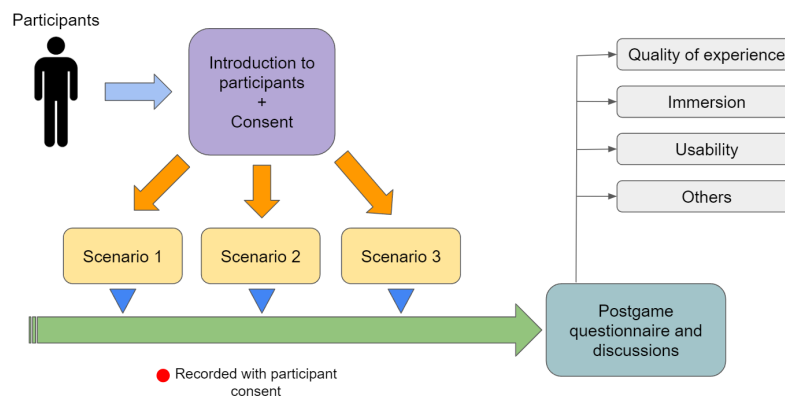 Participants
Introduction to
participants
+
Consent
Scenario 1
Scenario 2
Scenario 3
Recorded with participant
consent
Postgame
questionnaire and
discussions
Quality of experience
Immersion
Usability
Others